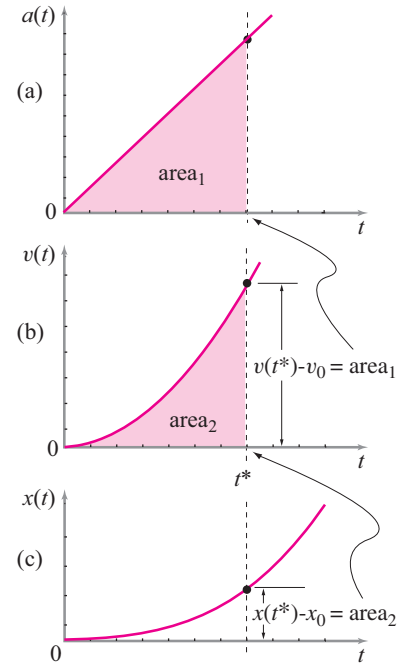 a(t)
(a)
area₁
0
t
v(t)
(b)
v(t*)-v₀ = area₁
area₂
0
t
t*
x(t)
(c)
x(t*)-x₀ = area₂
0
t